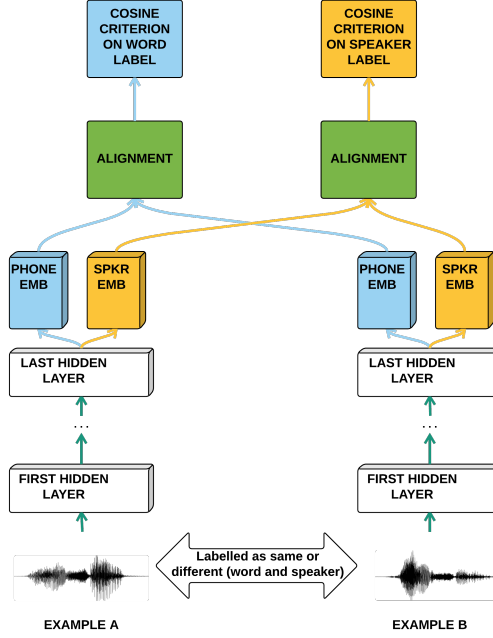 COSINE
CRITERION
ON WORD
LABEL
COSINE
CRITERION
ON SPEAKER
LABEL
ALIGNMENT
ALIGNMENT
PHONE
EMB
SPKR
EMB
PHONE
EMB
SPKR
EMB
LAST HIDDEN
LAYER
LAST HIDDEN
LAYER
...
...
FIRST HIDDEN
LAYER
FIRST HIDDEN
LAYER
Labelled as same or
different (word and speaker)
EXAMPLE A
EXAMPLE B